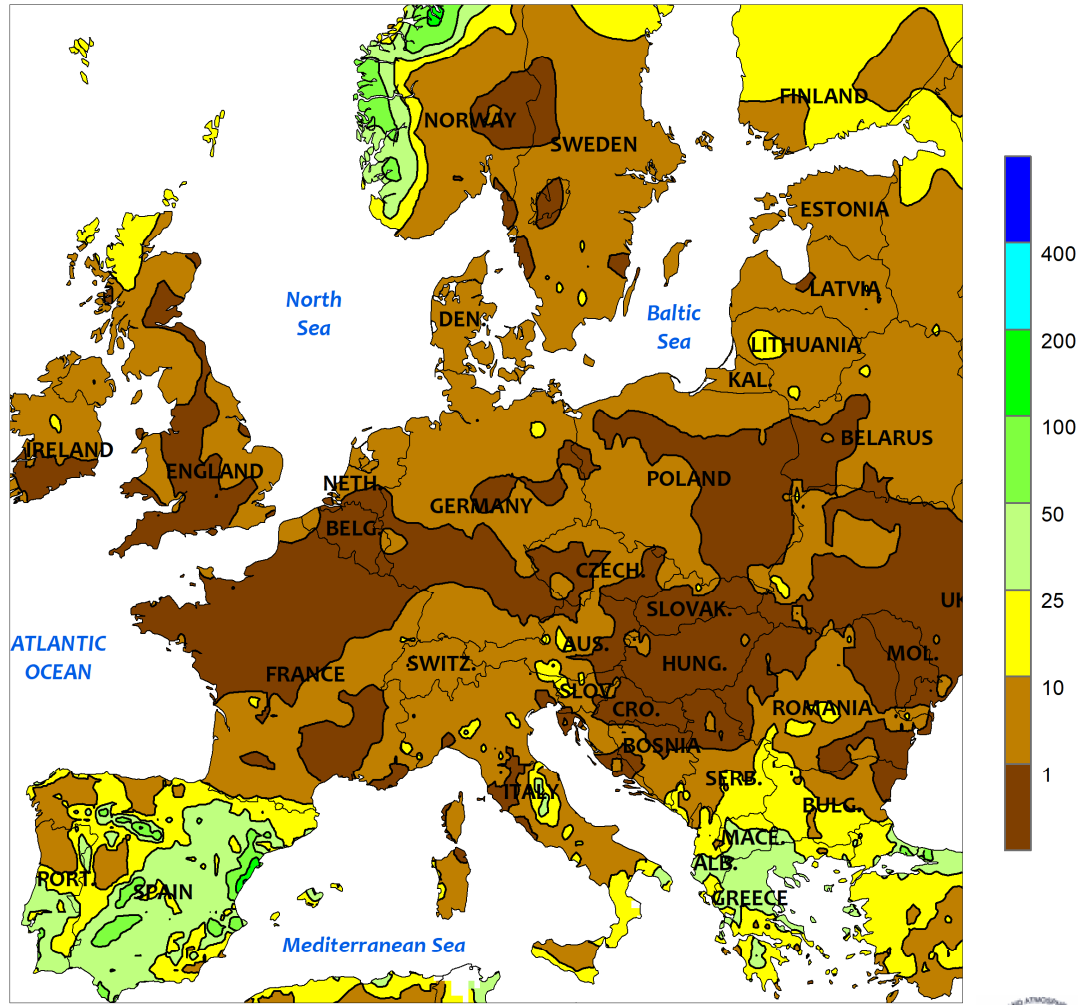 FINLAND
NORWAY
SWEDEN
ESTONIA
North
Sea
DEN.
Baltic
Sea
LATVIA
LITHUANIA
KAL.
IRELAND
ENGLAND
NETH.
BELG.
GERMANY
POLAND
BELARUS
CZECH.
SLOVAK.
UK
ATLANTIC
OCEAN
FRANCE
SWITZ.
AUS.
HUNG.
MOL.
SLOV.
CRO.
ROMANIA
BOSNIA
ITALY
SERB.
BULG.
MACE.
ALB.
PORT.
SPAIN
GREECE
Mediterranean Sea
400
200
100
50
25
10
1